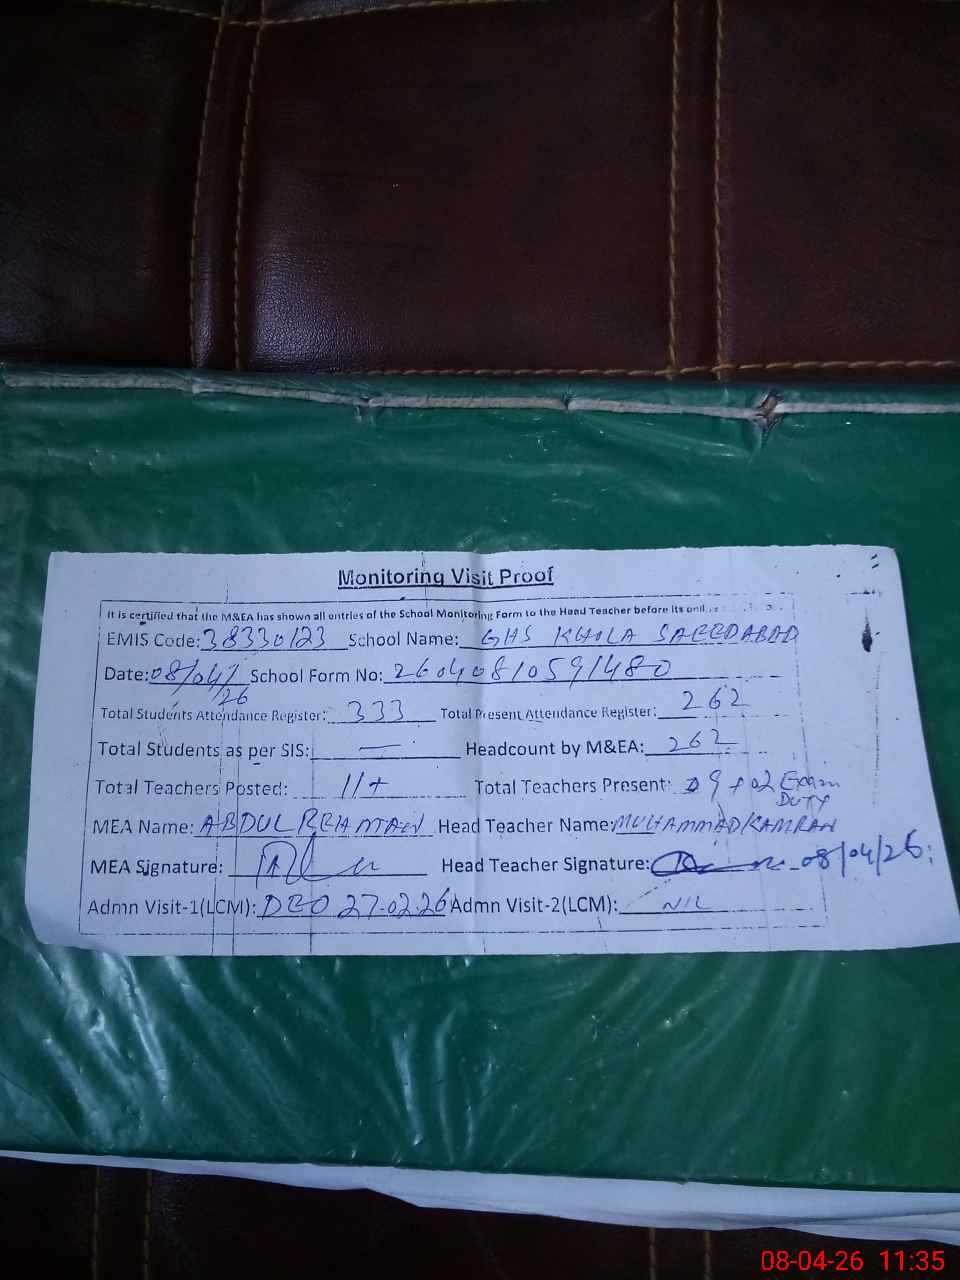 Monitoring Visit Proof
It is certified that the M&EA has shown all entries of the School Monitoring Form to the Head Teacher before its
EMIS Code: 38330123 School Name: GHS KHOLA SAEEDABAD
Date: 08/04/26 School Form No: 26040810591480
Total Students Attendance Register: 333 Total Present Attendance Register: 262
Total Students as per SIS: — Headcount by M&EA: 262
Total Teachers Posted: 11+ Total Teachers Present: 09+02 Exam DUTY
MEA Name: ABDUL REHMAN Head Teacher Name: MUHAMMAD KAMRAN
MEA Signature: Head Teacher Signature: 08/04/26
Admn Visit-1(LCM): DEO 27.02.26 Admn Visit-2(LCM): NIL
08-04-26 11:35